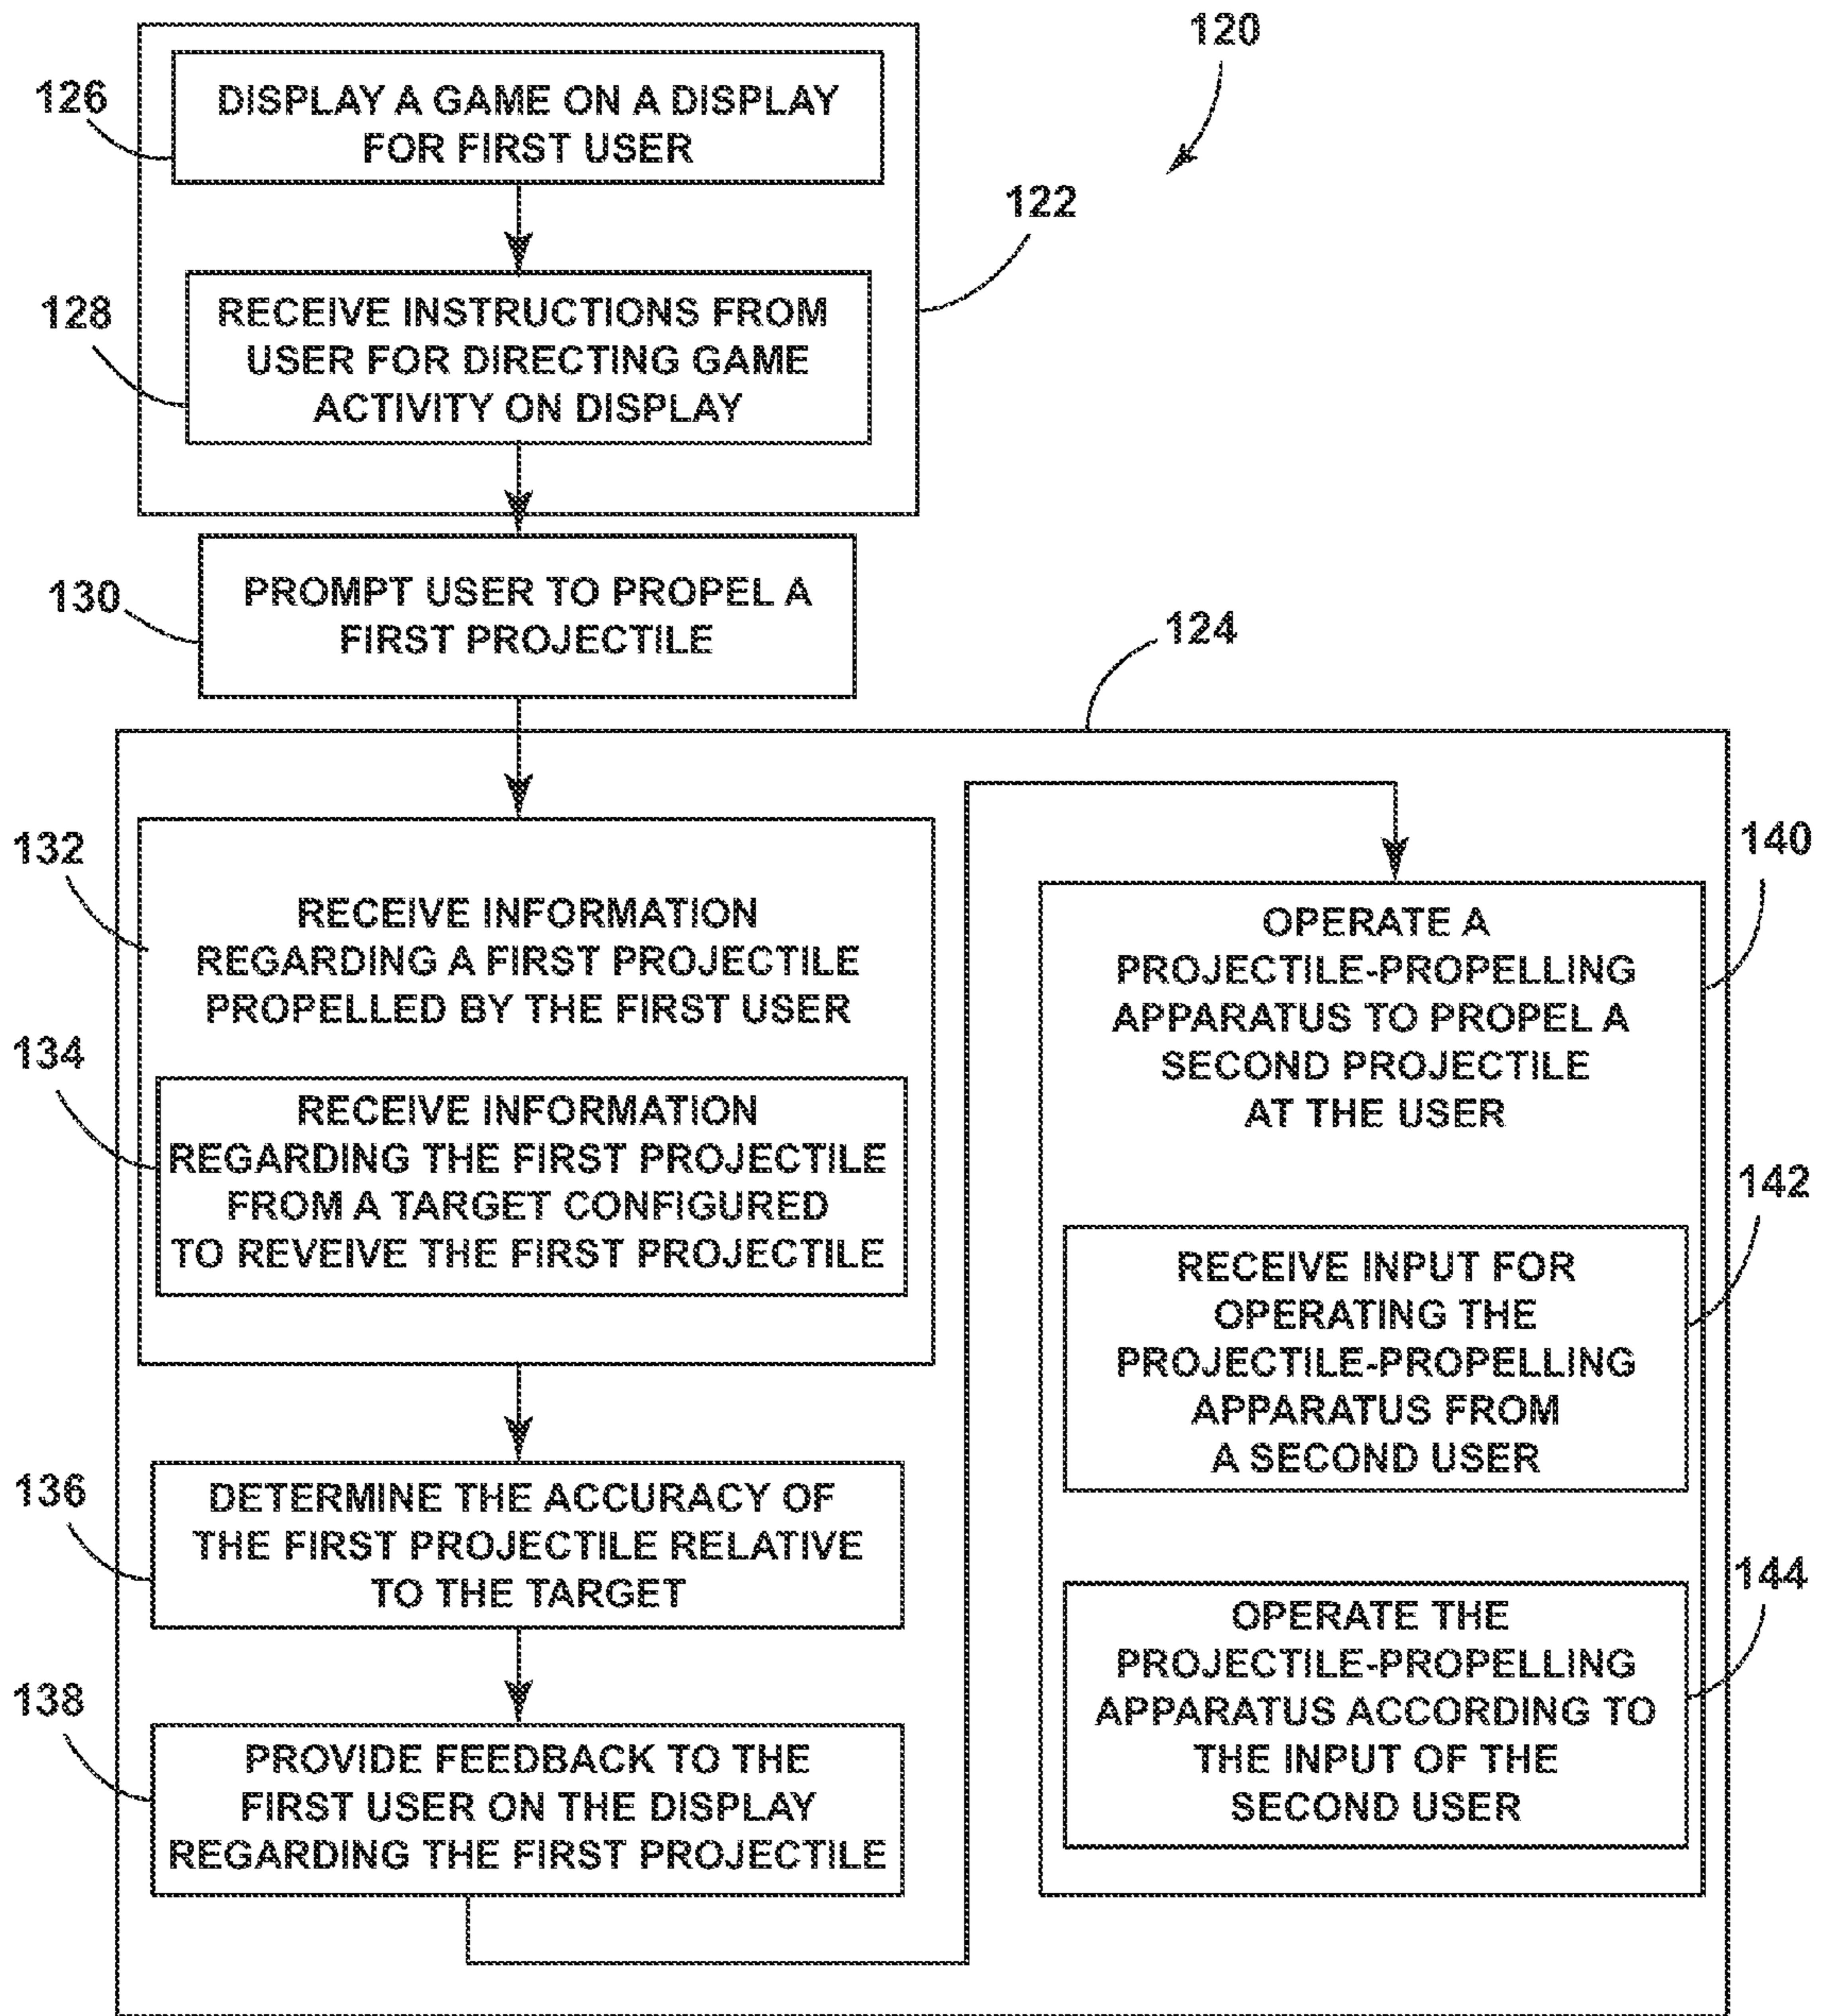 120
126
DISPLAY A GAME ON A DISPLAY
FOR FIRST USER
122
128
RECEIVE INSTRUCTIONS FROM
USER FOR DIRECTING GAME
ACTIVITY ON DISPLAY
130
PROMPT USER TO PROPEL A
FIRST PROJECTILE
124
132
RECEIVE INFORMATION
REGARDING A FIRST PROJECTILE
PROPELLED BY THE FIRST USER
134
RECEIVE INFORMATION
REGARDING THE FIRST PROJECTILE
FROM A TARGET CONFIGURED
TO REVEIVE THE FIRST PROJECTILE
136
DETERMINE THE ACCURACY OF
THE FIRST PROJECTILE RELATIVE
TO THE TARGET
138
PROVIDE FEEDBACK TO THE
FIRST USER ON THE DISPLAY
REGARDING THE FIRST PROJECTILE
140
OPERATE A
PROJECTILE-PROPELLING
APPARATUS TO PROPEL A
SECOND PROJECTILE
AT THE USER
142
RECEIVE INPUT FOR
OPERATING THE
PROJECTILE-PROPELLING
APPARATUS FROM
A SECOND USER
144
OPERATE THE
PROJECTILE-PROPELLING
APPARATUS ACCORDING TO
THE INPUT OF THE
SECOND USER